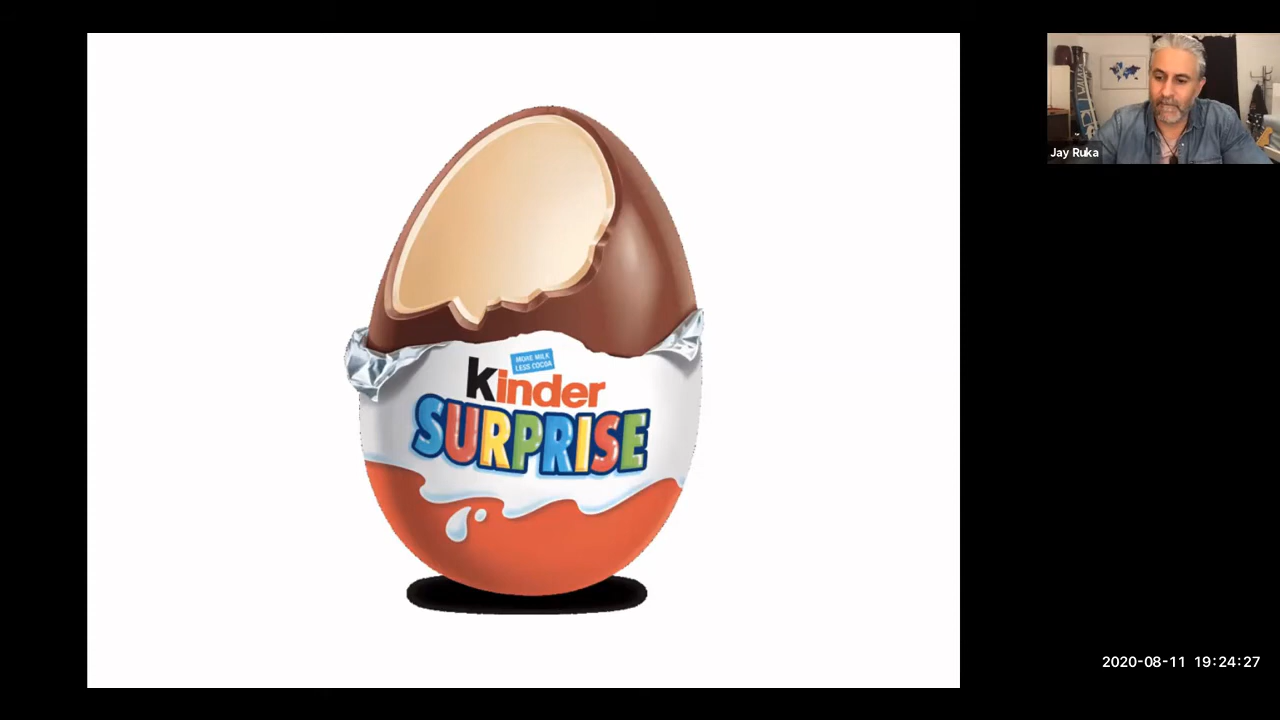 MORE MILK
LESS COCOA
kinder
SURPRISE
Jay Ruka
2020-08-11 19:24:27